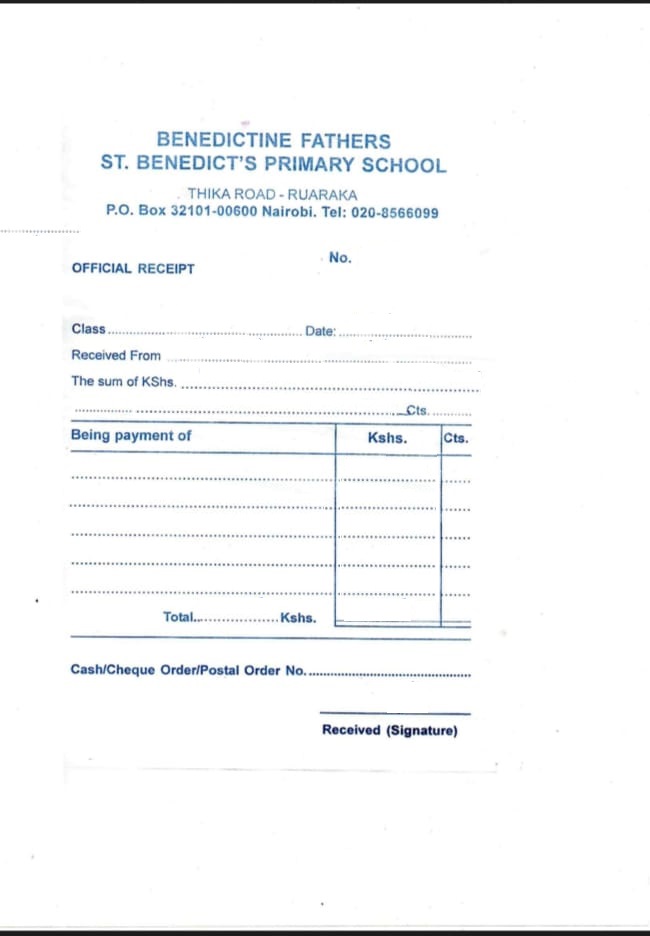 BENEDICTINE FATHERS
ST. BENEDICT'S PRIMARY SCHOOL
THIKA ROAD - RUARAKA
P.O. Box 32101-00600 Nairobi. Tel: 020-8566099
No.
OFFICIAL RECEIPT
Class Date:
Received From
The sum of KShs.
Cts.
Being payment of Kshs. Cts.
Total Kshs.
Cash/Cheque Order/Postal Order No.
Received (Signature)